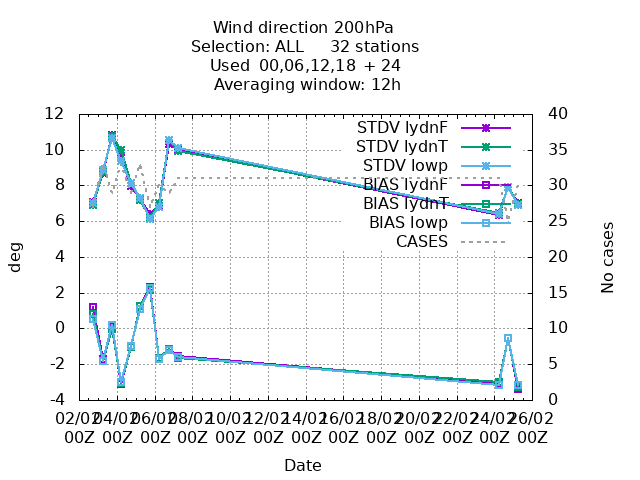 Wind direction 200hPa
Selection: ALL 32 stations
Used 00,06,12,18 + 24
Averaging window: 12h
12 40
STDV lydnF
10 35
STDV lydnT
STDV lowp
8 30
BIAS lydnF
BIAS lydnT
6 25
BIAS lowp
CASES
4 20
deg
No cases
2 15
0 10
-2 5
-4 0
02/02 04/02 06/02 08/02 10/02 12/02 14/02 16/02 18/02 20/02 22/02 24/02 26/02
00Z 00Z 00Z 00Z 00Z 00Z 00Z 00Z 00Z 00Z 00Z 00Z 00Z
Date